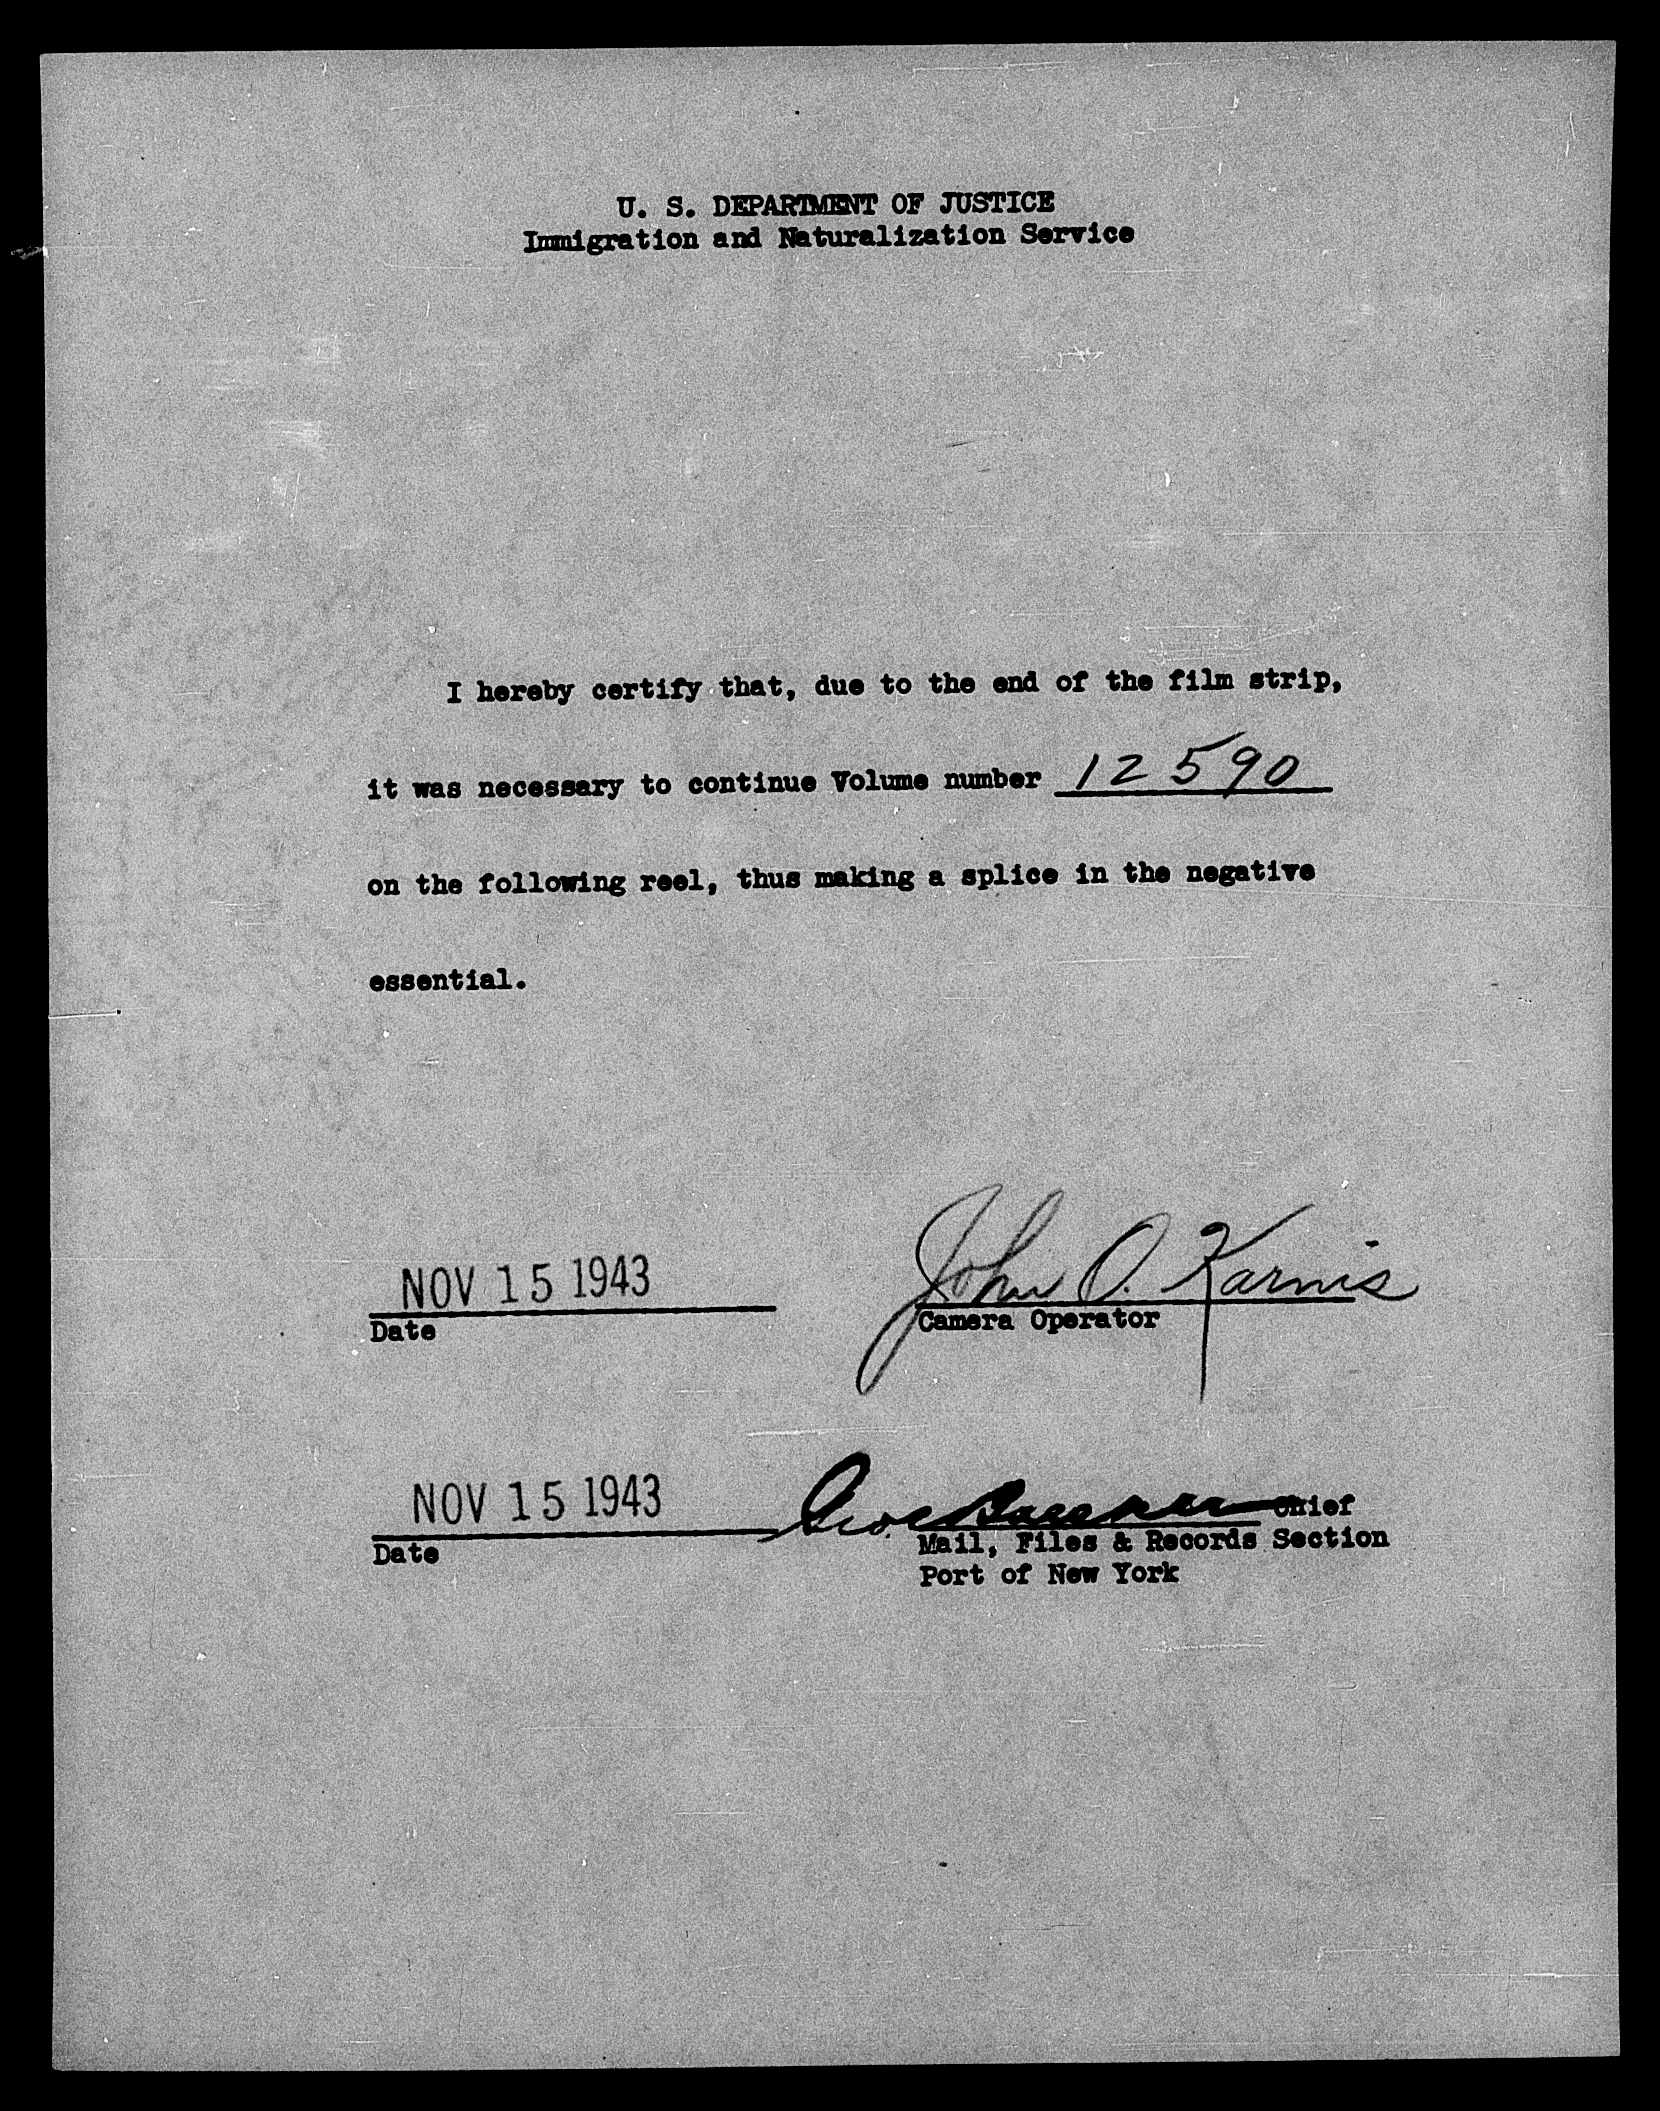 U. S. DEPARTMENT OF JUSTICE
Immigration and Naturalization Service
I hereby certify that, due to the end of the film strip,
it was necessary to continue Volume number 12590
on the following reel, thus making a splice in the negative
essential.
NOV 15 1943 John O. Karnis
Date Camera Operator
NOV 15 1943 Chief
Date Mail, Files & Records Section
Port of New York